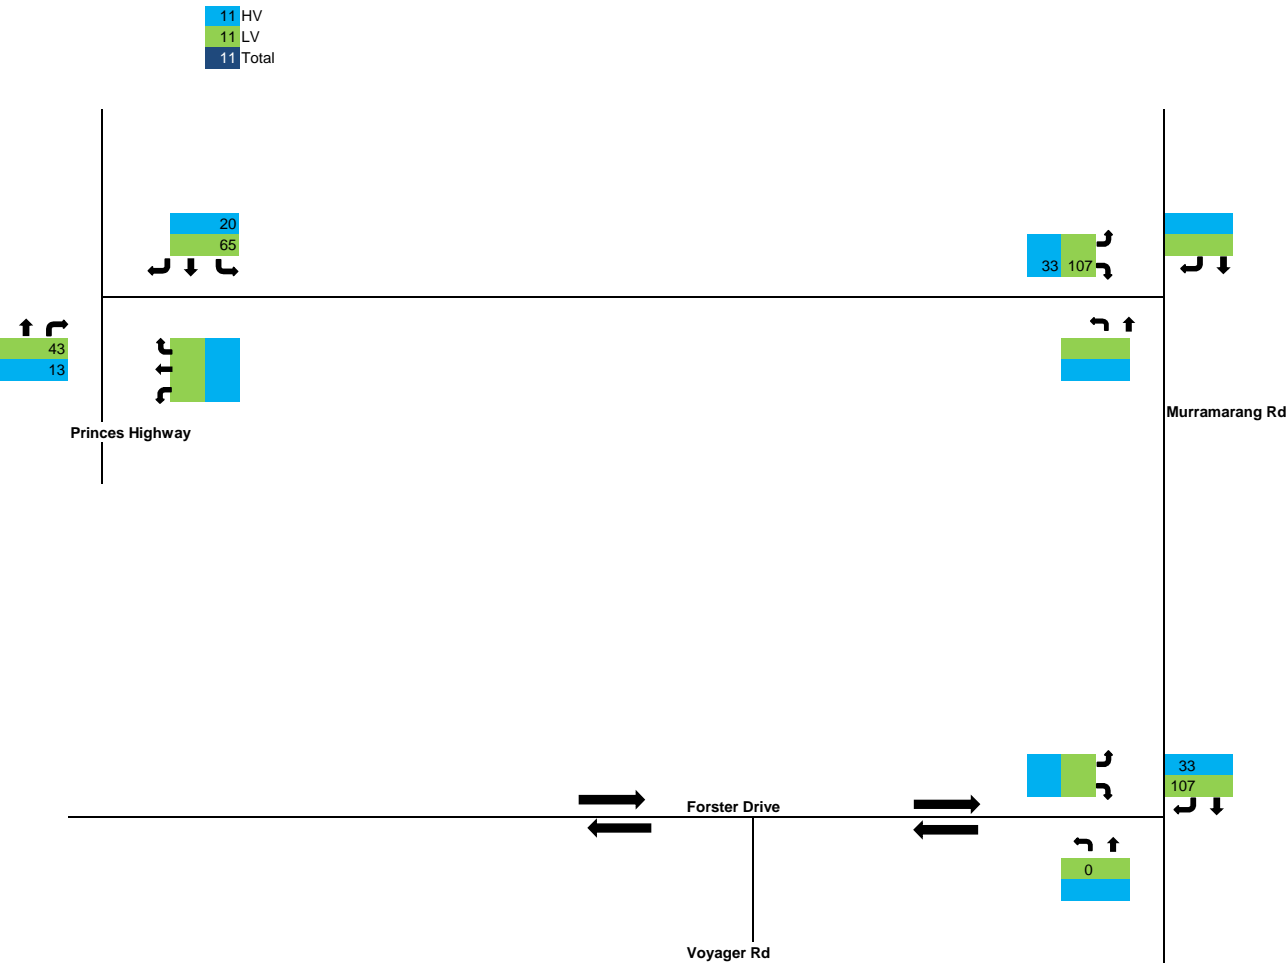 11 HV
11 LV
11 Total
20
65
33 107
43
13
Murramarang Rd
Princes Highway
33
107
Forster Drive
0
Voyager Rd